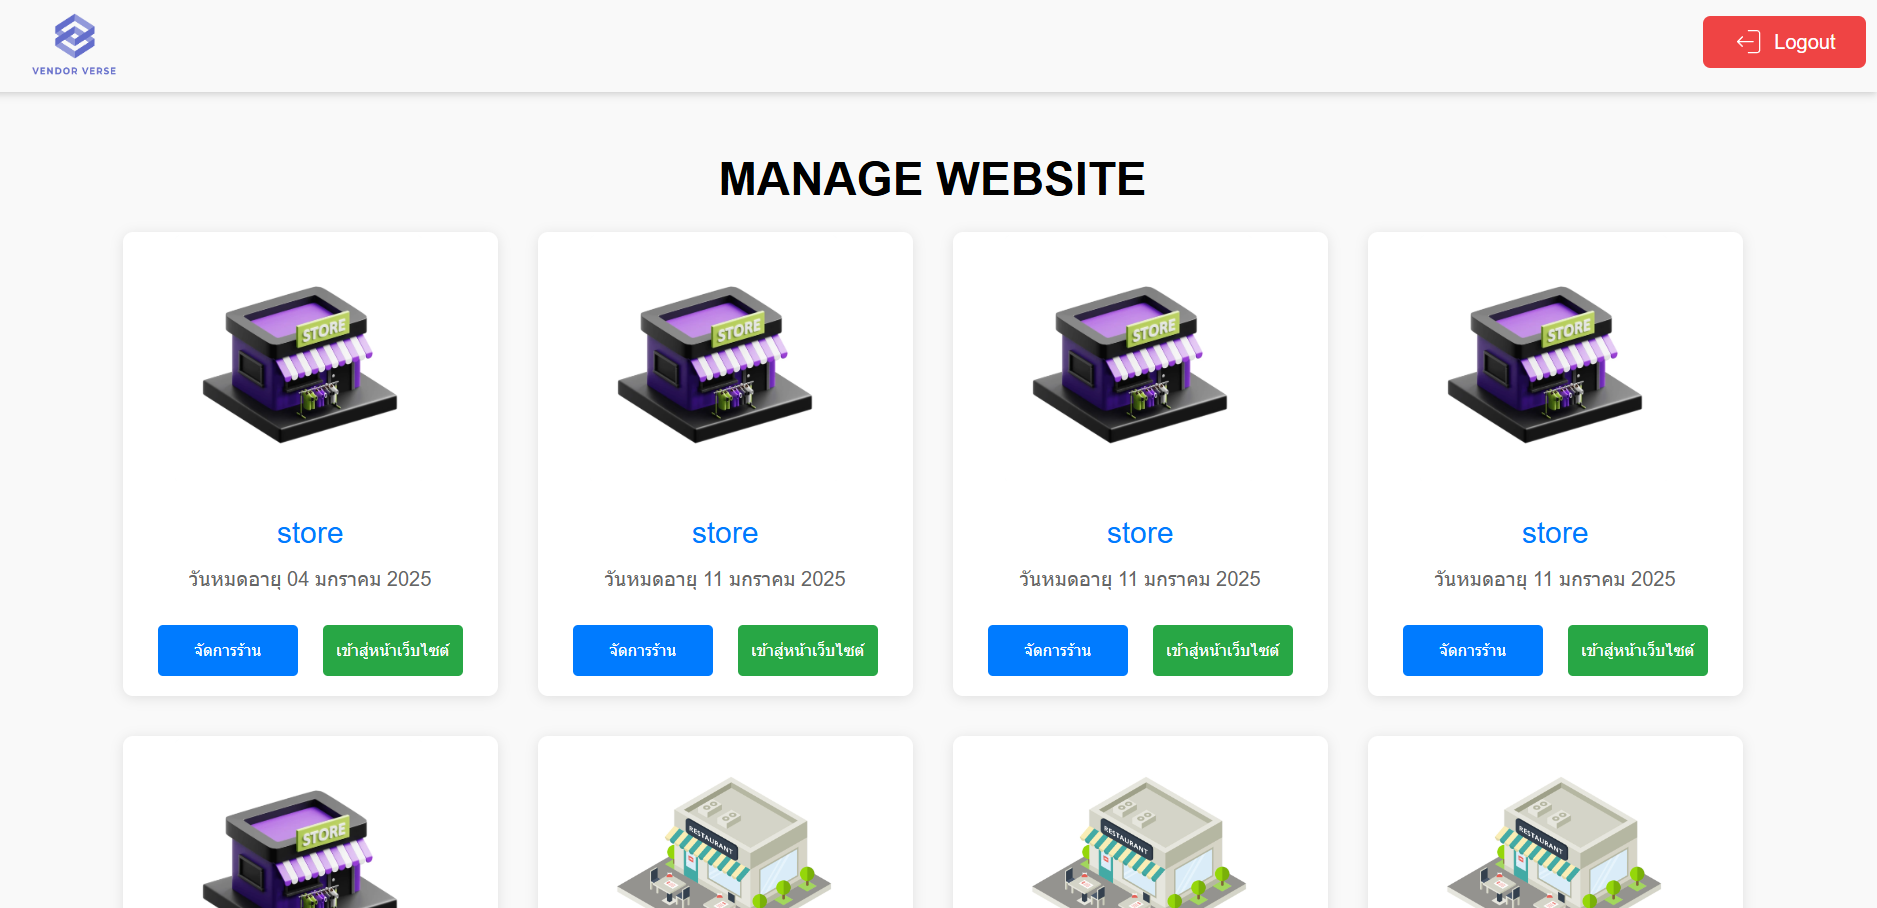 VENDOR VERSE
Logout
MANAGE WEBSITE
STORE
STORE
STORE
STORE
store
store
store
store
วันหมดอายุ 04 มกราคม 2025
วันหมดอายุ 11 มกราคม 2025
วันหมดอายุ 11 มกราคม 2025
วันหมดอายุ 11 มกราคม 2025
จัดการร้าน
เข้าสู่หน้าเว็บไซต์
จัดการร้าน
เข้าสู่หน้าเว็บไซต์
จัดการร้าน
เข้าสู่หน้าเว็บไซต์
จัดการร้าน
เข้าสู่หน้าเว็บไซต์
STORE
RESTAURANT
RESTAURANT
RESTAURANT